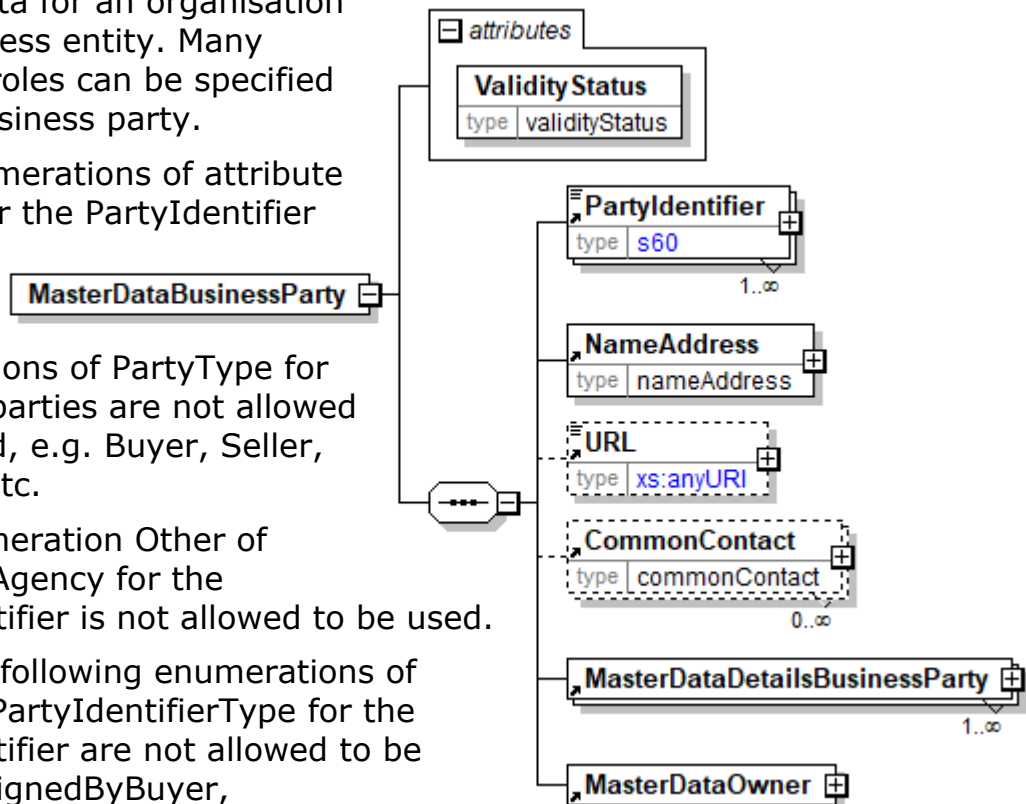 ta for an organisation
ess entity. Many
roles can be specified
siness party.
merations of attribute
r the PartyIdentifier
ions of PartyType for
parties are not allowed
d, e.g. Buyer, Seller,
tc.
neration Other of
Agency for the
tifier is not allowed to be used.
following enumerations of
PartyIdentifierType for the
tifier are not allowed to be
ignedByBuyer,
MasterDataBusinessParty
attributes
ValidityStatus
type validityStatus
PartyIdentifier
type s60
1..∞
NameAddress
type nameAddress
URL
type xs:anyURI
CommonContact
type commonContact
0..∞
MasterDataDetailsBusinessParty
1..∞
MasterDataOwner